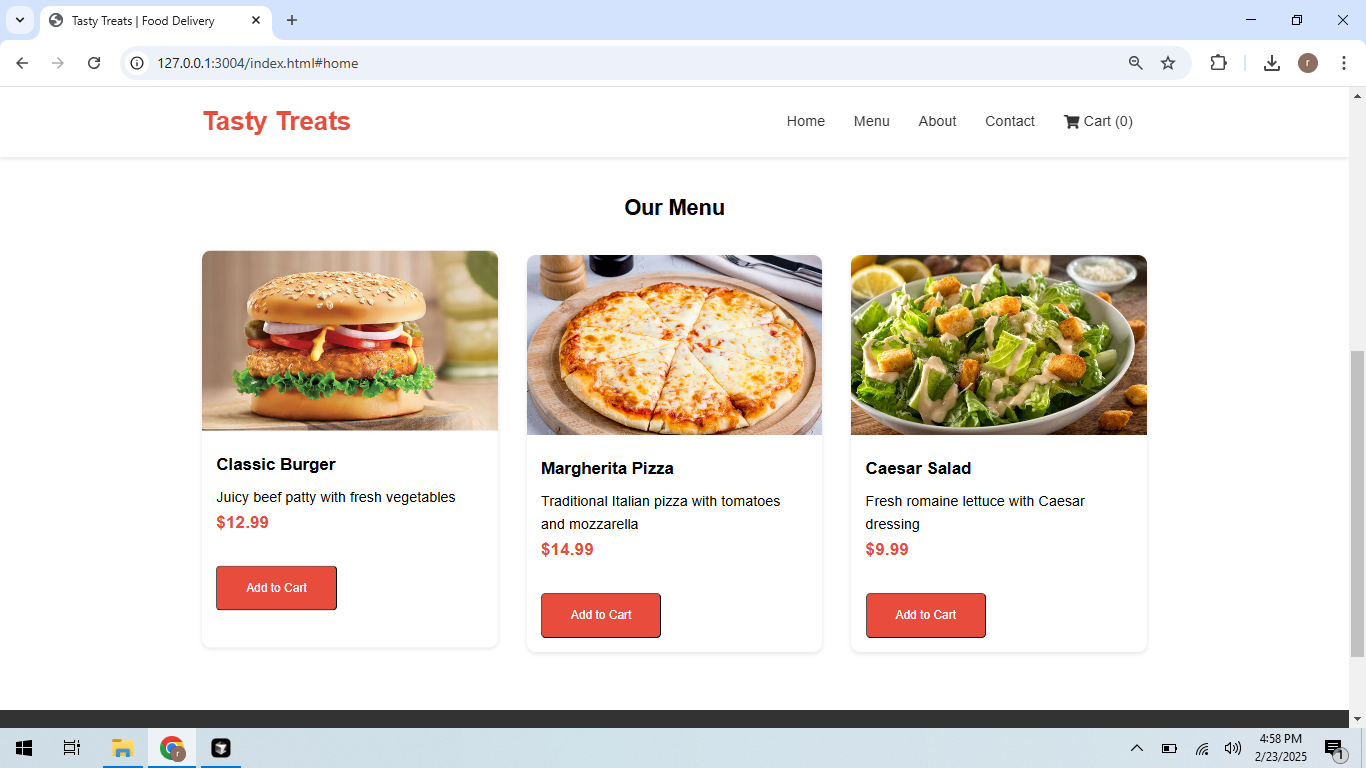 Tasty Treats | Food Delivery
127.0.0.1:3004/index.html#home
r
Tasty Treats
Home
Menu
About
Contact
Cart (0)
Our Menu
Classic Burger
Juicy beef patty with fresh vegetables
$12.99
Add to Cart
Margherita Pizza
Traditional Italian pizza with tomatoes
and mozzarella
$14.99
Add to Cart
Caesar Salad
Fresh romaine lettuce with Caesar
dressing
$9.99
Add to Cart
r
4:58 PM
2/23/2025
1